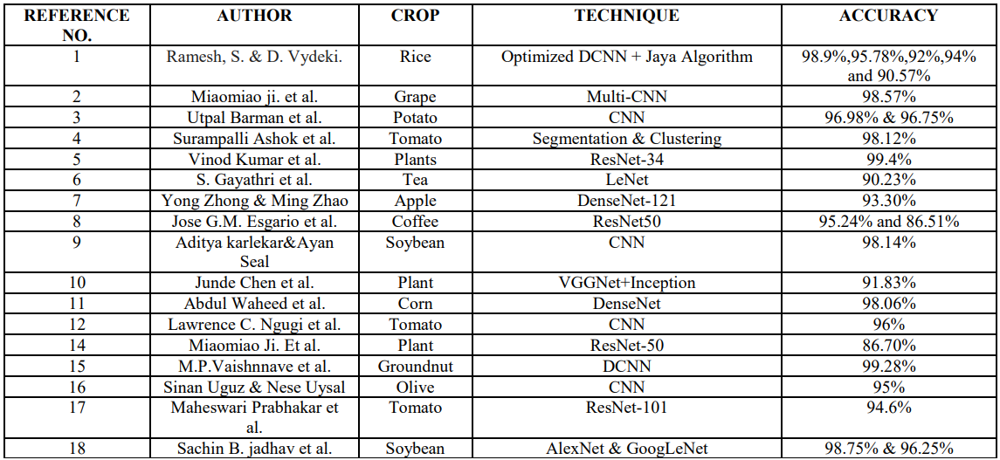 REFERENCE NO. AUTHOR CROP TECHNIQUE ACCURACY
1 Ramesh, S. & D. Vydeki. Rice Optimized DCNN + Jaya Algorithm 98.9%,95.78%,92%,94% and 90.57%
2 Miaomiao ji. et al. Grape Multi-CNN 98.57%
3 Utpal Barman et al. Potato CNN 96.98% & 96.75%
4 Surampalli Ashok et al. Tomato Segmentation & Clustering 98.12%
5 Vinod Kumar et al. Plants ResNet-34 99.4%
6 S. Gayathri et al. Tea LeNet 90.23%
7 Yong Zhong & Ming Zhao Apple DenseNet-121 93.30%
8 Jose G.M. Esgario et al. Coffee ResNet50 95.24% and 86.51%
9 Aditya karlekar&Ayan Seal Soybean CNN 98.14%
10 Junde Chen et al. Plant VGGNet+Inception 91.83%
11 Abdul Waheed et al. Corn DenseNet 98.06%
12 Lawrence C. Ngugi et al. Tomato CNN 96%
14 Miaomiao Ji. Et al. Plant ResNet-50 86.70%
15 M.P.Vaishnnave et al. Groundnut DCNN 99.28%
16 Sinan Uguz & Nese Uysal Olive CNN 95%
17 Maheswari Prabhakar et al. Tomato ResNet-101 94.6%
18 Sachin B. jadhav et al. Soybean AlexNet & GoogLeNet 98.75% & 96.25%